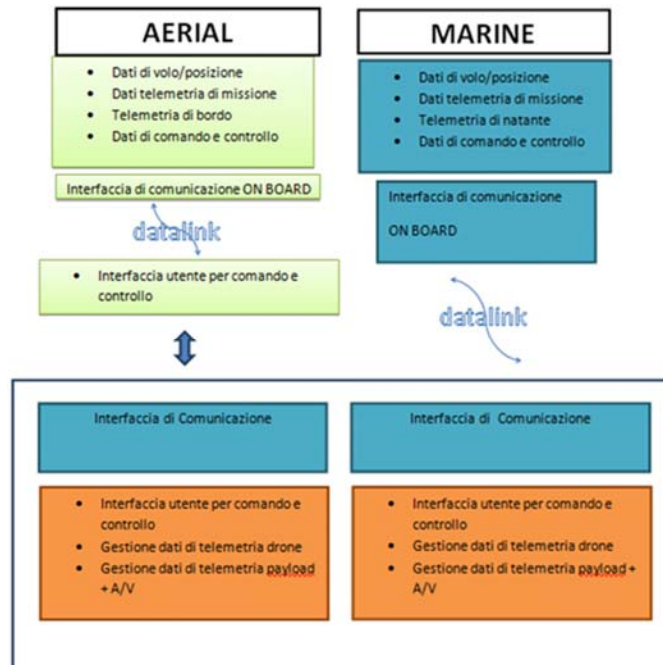 AERIAL
• Dati di volo/posizione
• Dati telemetria di missione
• Telemetria di bordo
• Dati di comando e controllo
Interfaccia di comunicazione ON BOARD
datalink
• Interfaccia utente per comando e
controllo
MARINE
• Dati di volo/posizione
• Dati telemetria di missione
• Telemetria di natante
• Dati di comando e controllo
Interfaccia di comunicazione
ON BOARD
datalink
Interfaccia di Comunicazione
• Interfaccia utente per comando e
controllo
• Gestione dati di telemetria drone
• Gestione dati di telemetria payload
+ A/V
Interfaccia di Comunicazione
• Interfaccia utente per comando e
controllo
• Gestione dati di telemetria drone
• Gestione dati di telemetria payload +
A/V